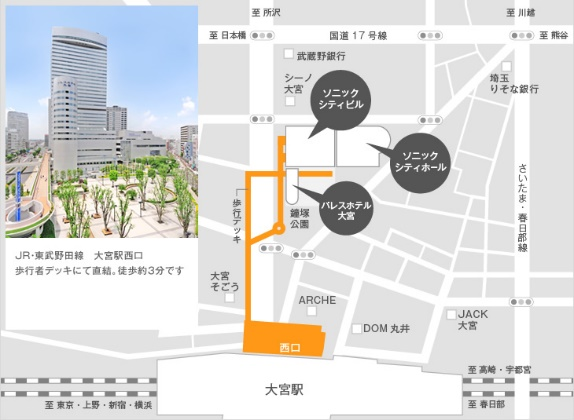 至 所沢
至 川越
至 日本橋
国道17号線
至 熊谷
武蔵野銀行
シーノ
大宮
ソニック
シティビル
埼玉
りそな銀行
ソニック
シティホール
さいたま・春日部線
パレスホテル
大宮
歩行デッキ
鐘塚
公園
JR・東武野田線 大宮駅西口
歩行者デッキにて直結。徒歩約3分です
大宮
そごう
ARCHE
JACK
大宮
DOM 丸井
西口
大宮駅
至 高崎・宇都宮
至 東京・上野・新宿・横浜
至 春日部